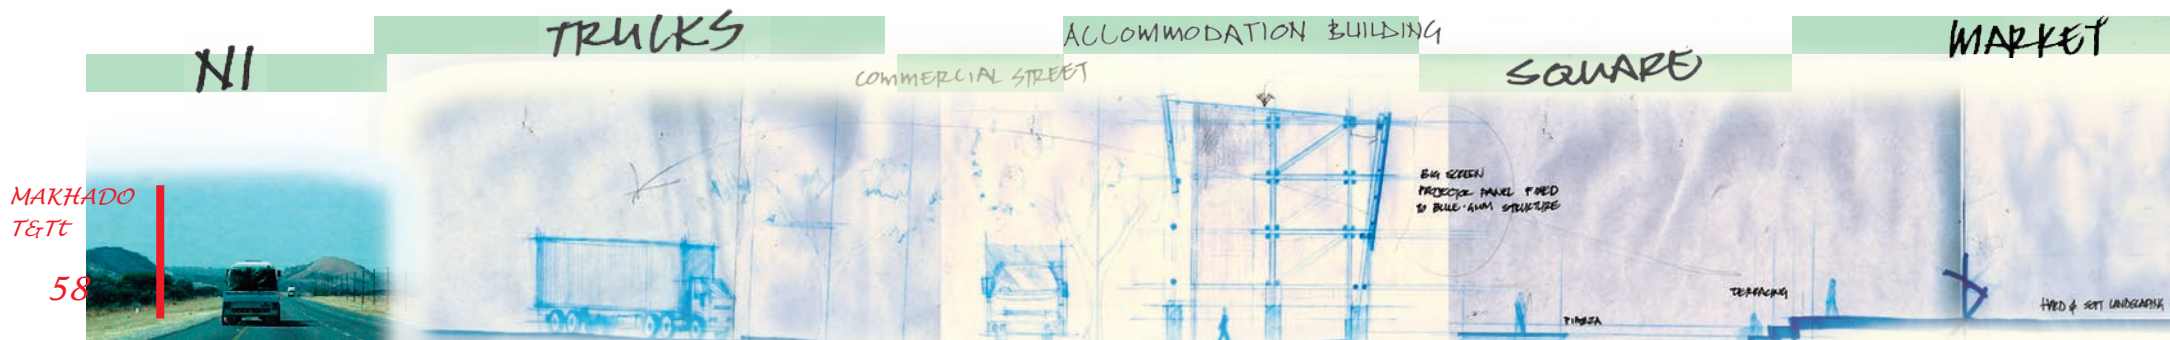 N1
TRUCKS
COMMERCIAL STREET
ACCOMMODATION BUILDING
SQUARE
MARKET
MAKHADO
T&Tt
58
BIG SCREEN
PROJECTOR PANEL FIXED
TO BLUE-GUM STRUCTURE
PIAZZA
TERRACING
HARD & SOFT LANDSCAPING